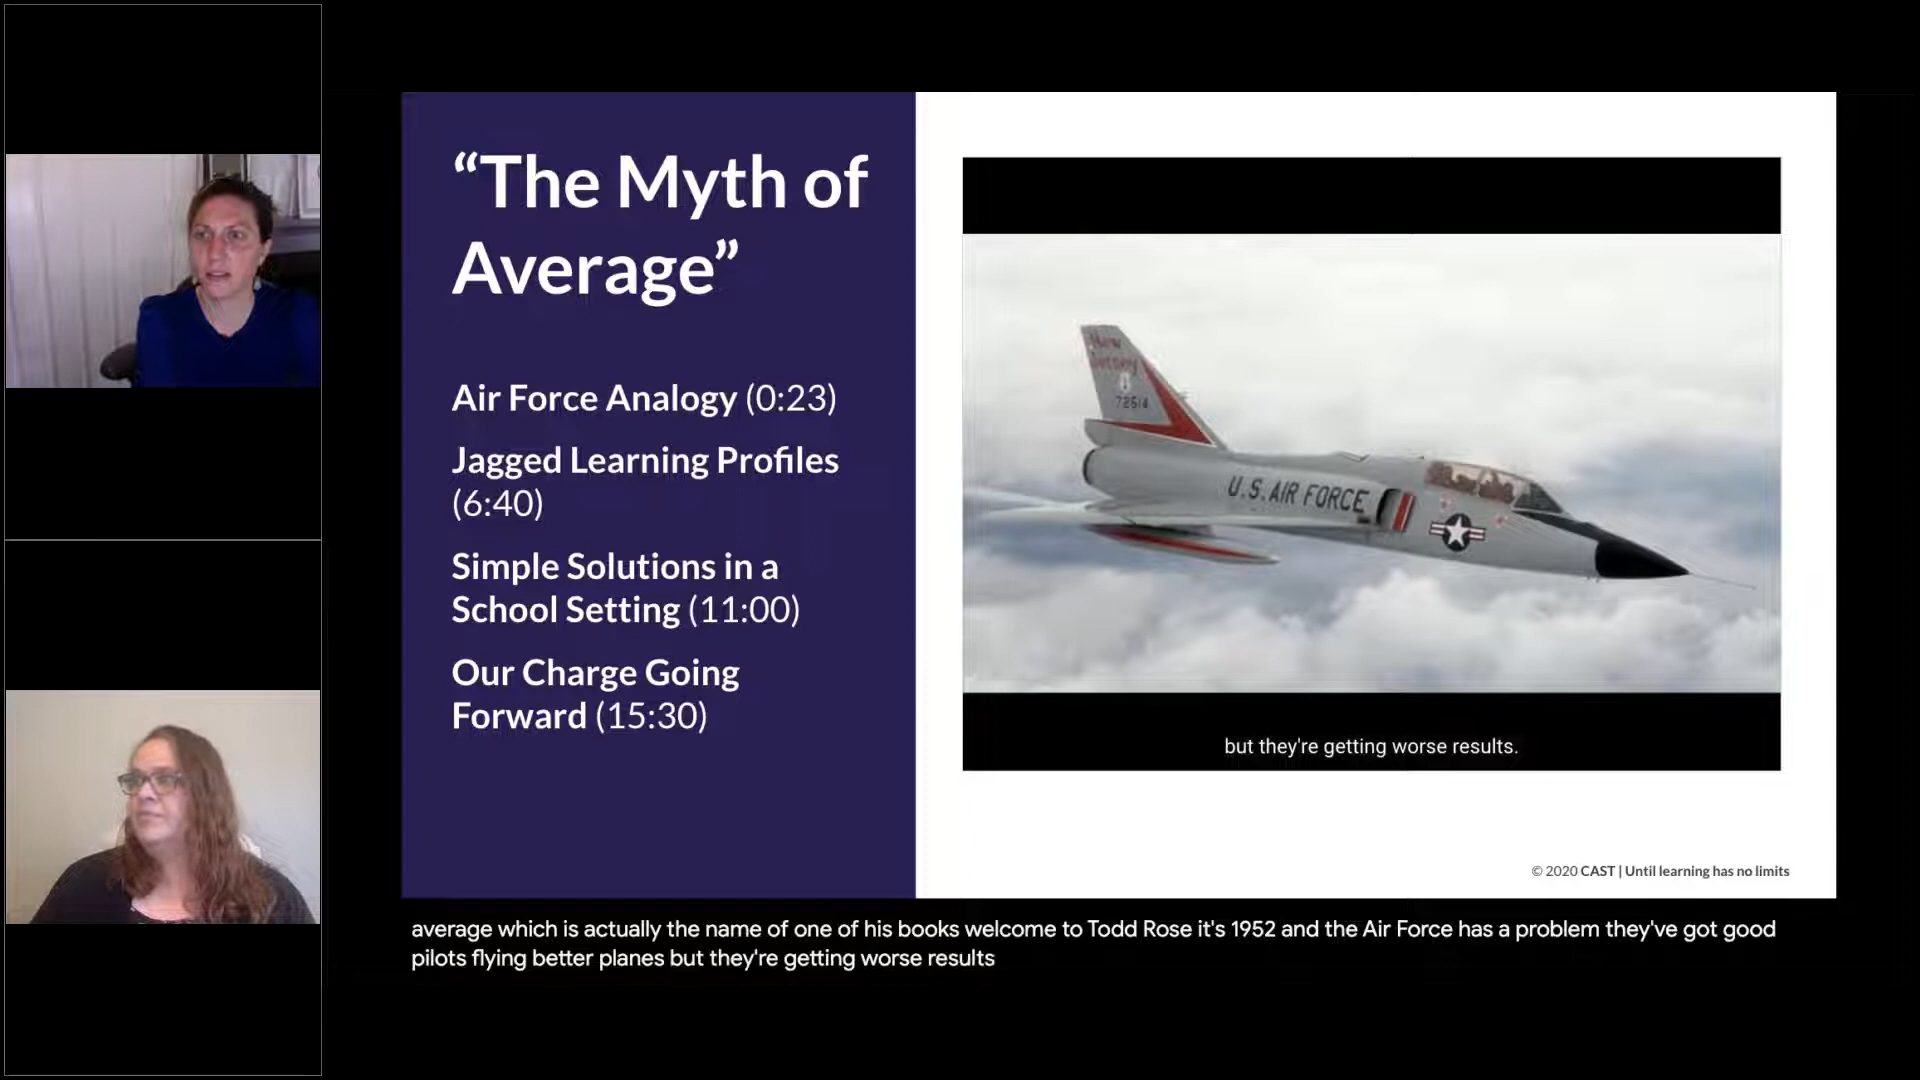 “The Myth of
Average”
Air Force Analogy (0:23)
Jagged Learning Profiles
(6:40)
Simple Solutions in a
School Setting (11:00)
Our Charge Going
Forward (15:30)
New
Jersey
72514
U.S. AIR FORCE
but they're getting worse results.
© 2020 CAST | Until learning has no limits
average which is actually the name of one of his books welcome to Todd Rose it's 1952 and the Air Force has a problem they've got good
pilots flying better planes but they're getting worse results